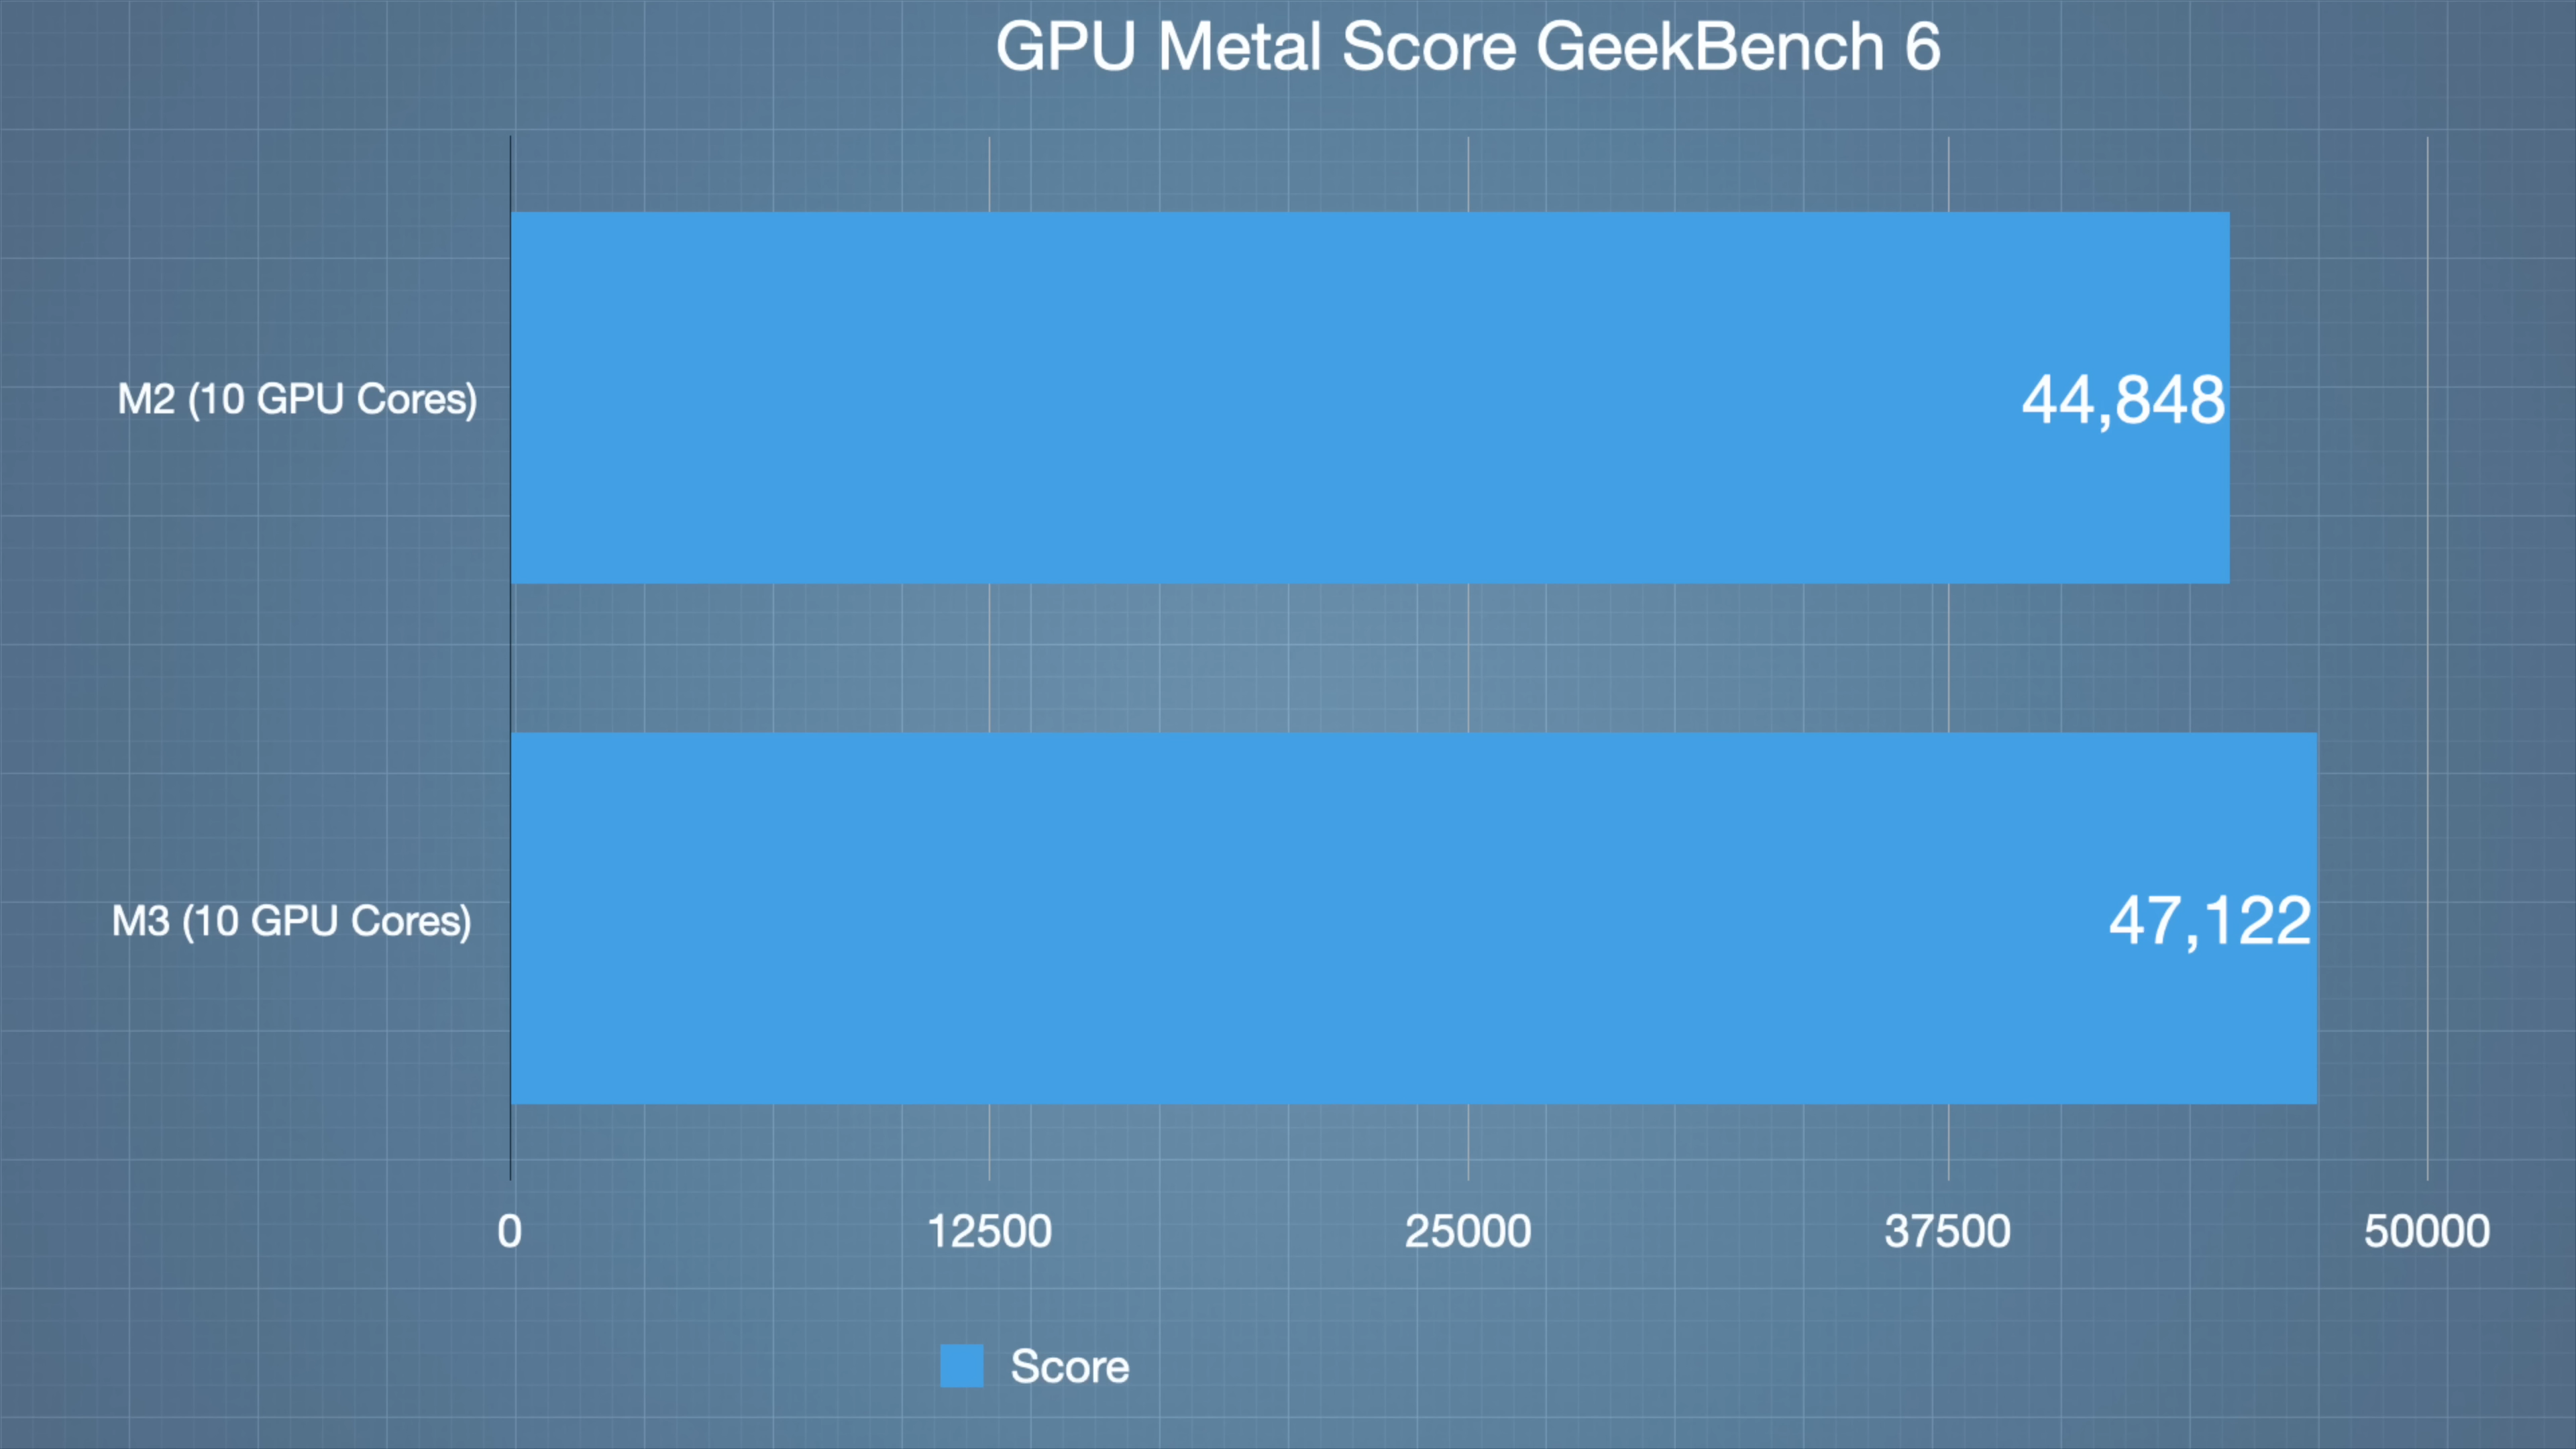 GPU Metal Score GeekBench 6
M2 (10 GPU Cores)
44,848
M3 (10 GPU Cores)
47,122
0 12500 25000 37500 50000
Score